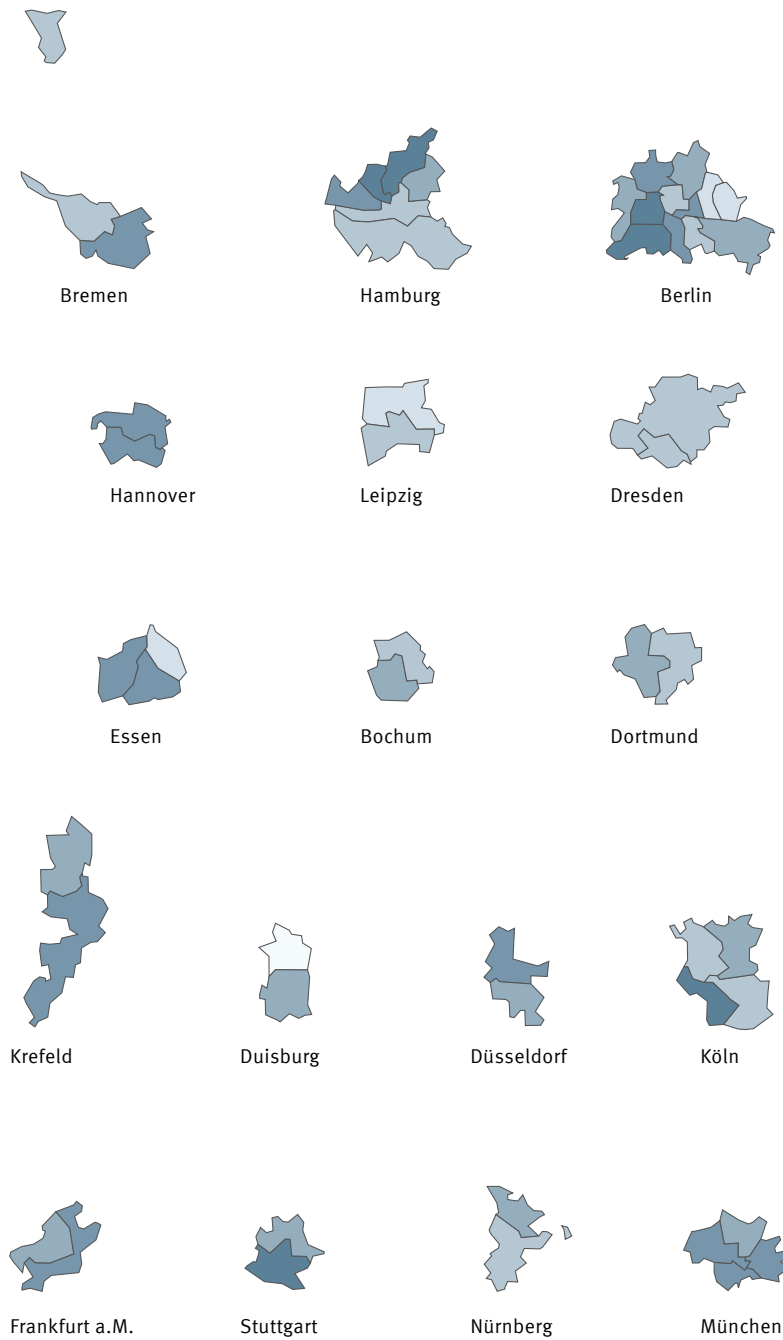 Bremen
Hamburg
Berlin
Hannover
Leipzig
Dresden
Essen
Bochum
Dortmund
Krefeld
Duisburg
Düsseldorf
Köln
Frankfurt a.M.
Stuttgart
Nürnberg
München